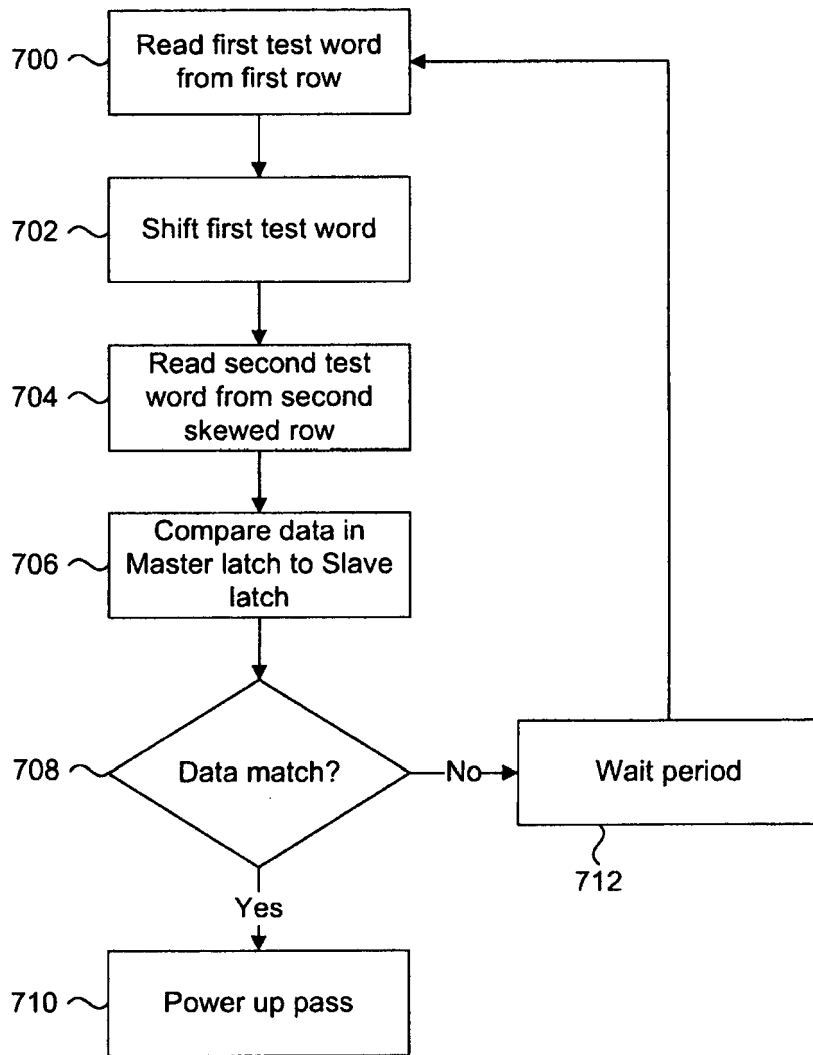 700
Read first test word
from first row
702
Shift first test word
704
Read second test
word from second
skewed row
706
Compare data in
Master latch to Slave
latch
708
Data match?
No
Wait period
712
Yes
710
Power up pass